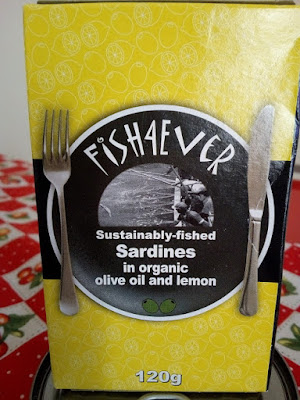 FISH4EVER
Sustainably-fished
Sardines
in organic
olive oil and lemon
120g